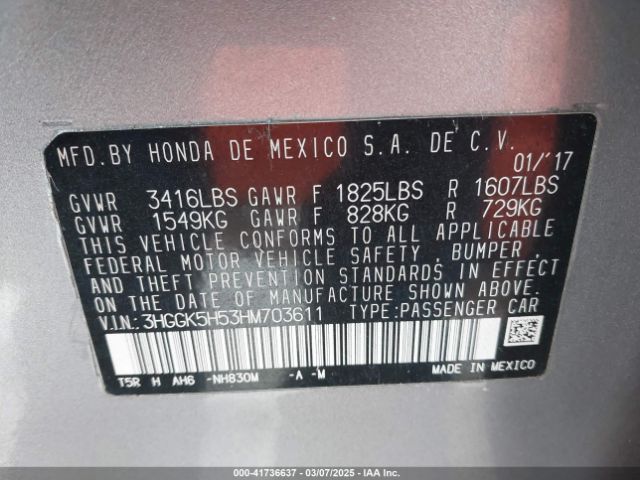 MFD.BY HONDA DE MEXICO S.A. DE C.V.
01/'17
GVWR 3416LBS GAWR F 1825LBS R 1607LBS
GVWR 1549KG GAWR F 828KG R 729KG
THIS VEHICLE CONFORMS TO ALL APPLICABLE
FEDERAL MOTOR VEHICLE SAFETY, BUMPER,
AND THEFT PREVENTION STANDARDS IN EFFECT
ON THE DATE OF MANUFACTURE SHOWN ABOVE.
V.I.N.: 3HGGK5H53HM703611 TYPE:PASSENGER CAR
T5R H AH6 -NH830M -A -M
MADE IN MEXICO
000-41736637 - 03/07/2025 - IAA Inc.